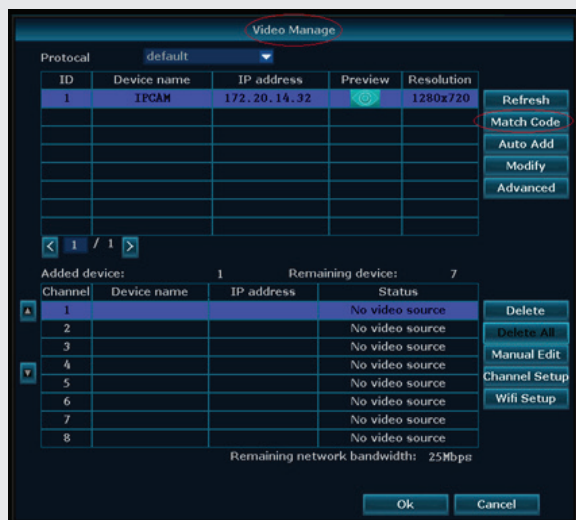 Video Manage
Protocal default
ID Device name IP address Preview Resolution
1 IPCAM 172.20.14.32 1280x720
Refresh
Match Code
Auto Add
Modify
Advanced
1 / 1
Added device: 1 Remaining device: 7
Channel Device name IP address Status
1 No video source Delete
2 No video source Delete All
3 No video source Manual Edit
4 No video source
5 No video source Channel Setup
6 No video source Wifi Setup
7 No video source
8 No video source
Remaining network bandwidth: 25Mbps
Ok Cancel